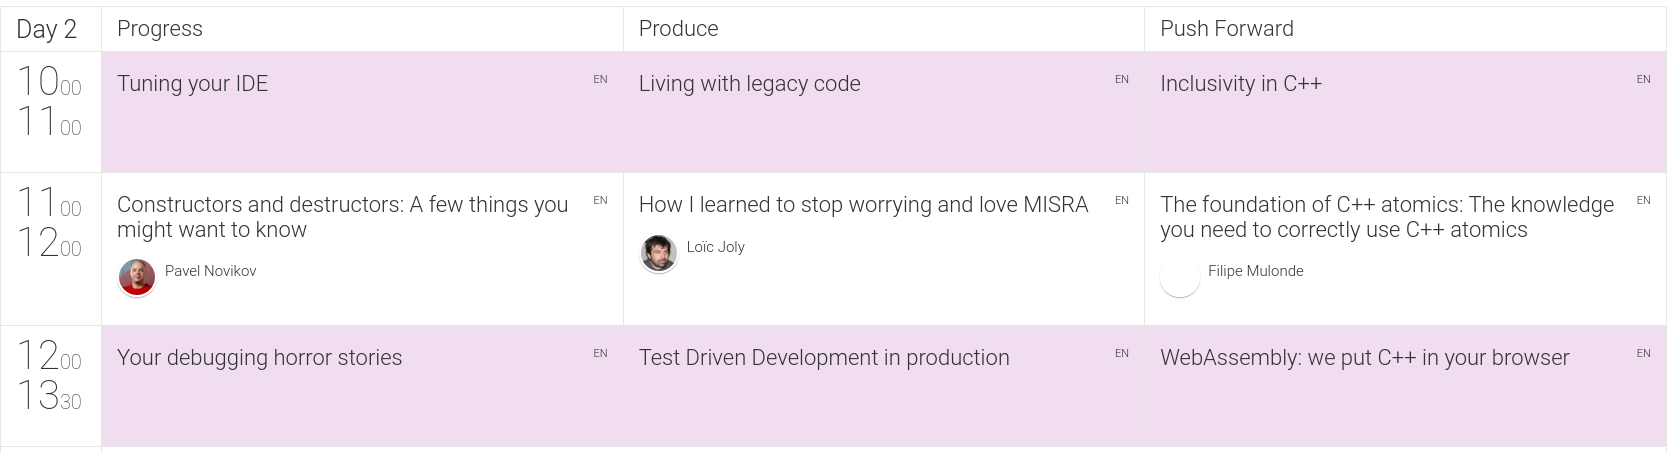 Day 2 Progress Produce Push Forward
10 00
11 00
Tuning your IDE EN
Living with legacy code EN
Inclusivity in C++ EN
11 00
12 00
Constructors and destructors: A few things you EN
might want to know
Pavel Novikov
How I learned to stop worrying and love MISRA EN
Loïc Joly
The foundation of C++ atomics: The knowledge EN
you need to correctly use C++ atomics
Filipe Mulonde
12 00
13 30
Your debugging horror stories EN
Test Driven Development in production EN
WebAssembly: we put C++ in your browser EN